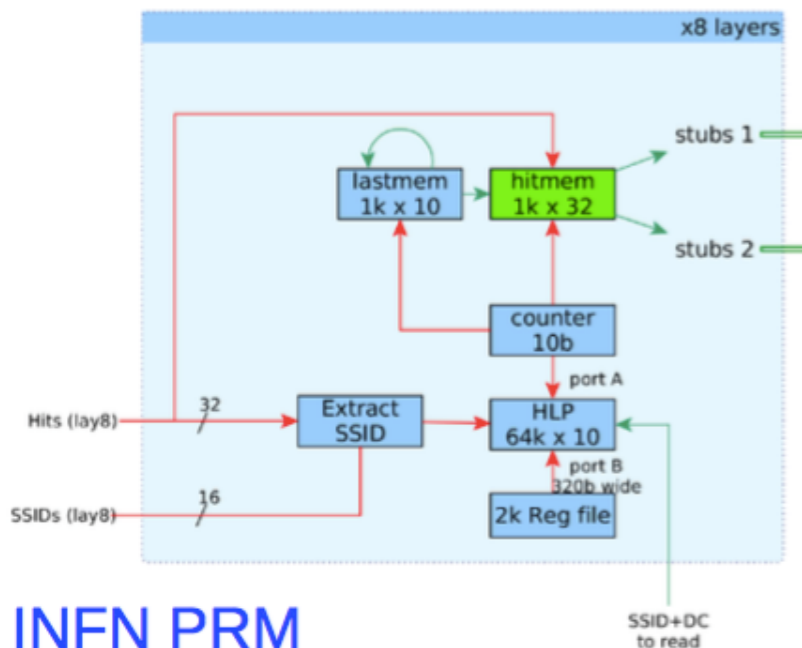 x8 layers
stubs 1
lastmem
1k x 10
hitmem
1k x 32
stubs 2
counter
10b
port A
Hits (lay8)
32
Extract
SSID
HLP
64k x 10
port B
320b wide
SSIDs (lay8)
16
2k Reg file
INFN PRM
SSID+DC
to read